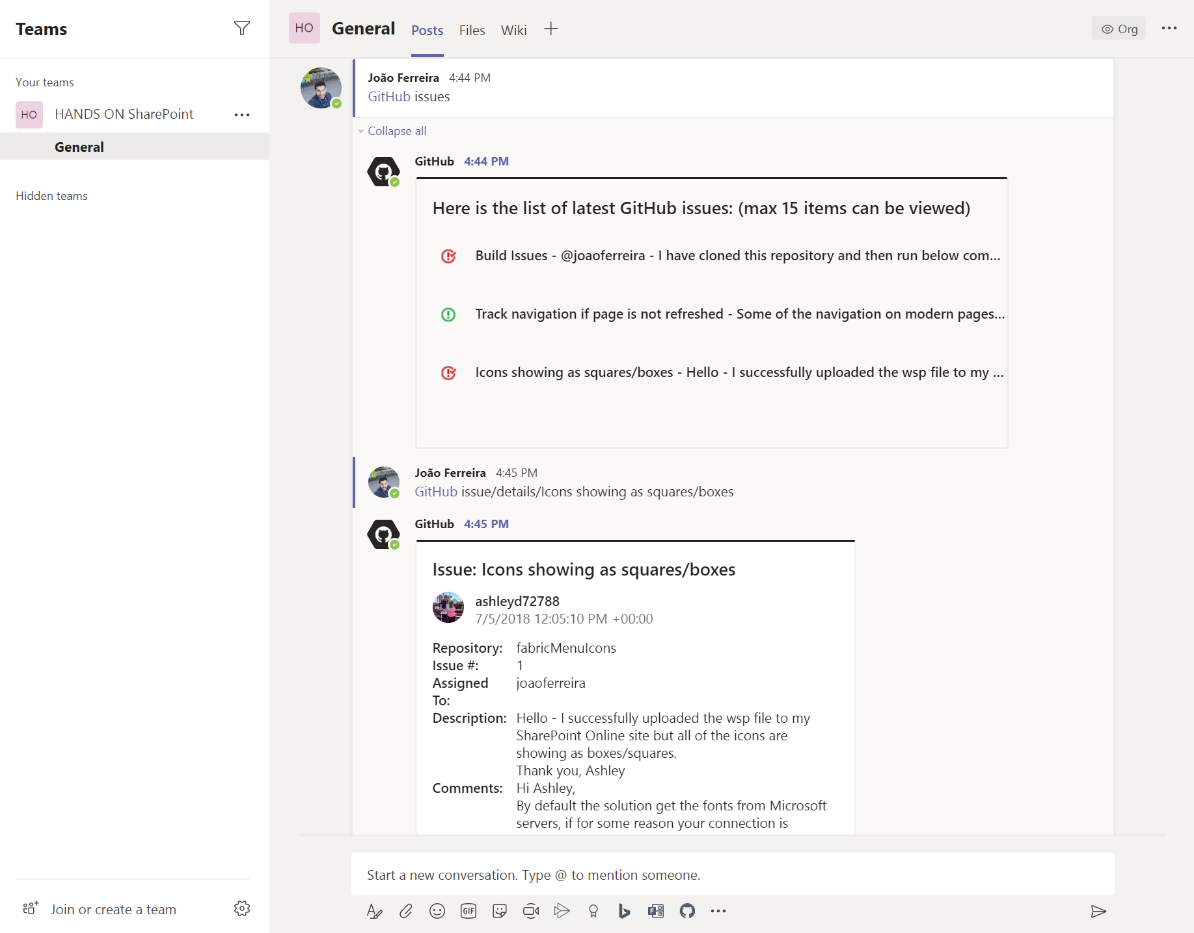 Teams
Your teams
HO HANDS ON SharePoint
General
Hidden teams
Join or create a team
HO General Posts Files Wiki
Org
João Ferreira 4:44 PM
GitHub issues
Collapse all
GitHub 4:44 PM
Here is the list of latest GitHub issues: (max 15 items can be viewed)
Build Issues - @joaoferreira - I have cloned this repository and then run below com...
Track navigation if page is not refreshed - Some of the navigation on modern pages...
Icons showing as squares/boxes - Hello - I successfully uploaded the wsp file to my ...
João Ferreira 4:45 PM
GitHub issue/details/Icons showing as squares/boxes
GitHub 4:45 PM
Issue: Icons showing as squares/boxes
ashleyd72788
7/5/2018 12:05:10 PM +00:00
Repository: fabricMenuIcons
Issue #: 1
Assigned joaoferreira
To:
Description: Hello - I successfully uploaded the wsp file to my
SharePoint Online site but all of the icons are
showing as boxes/squares.
Thank you, Ashley
Comments: Hi Ashley,
By default the solution get the fonts from Microsoft
servers, if for some reason your connection is
Start a new conversation. Type @ to mention someone.
GIF